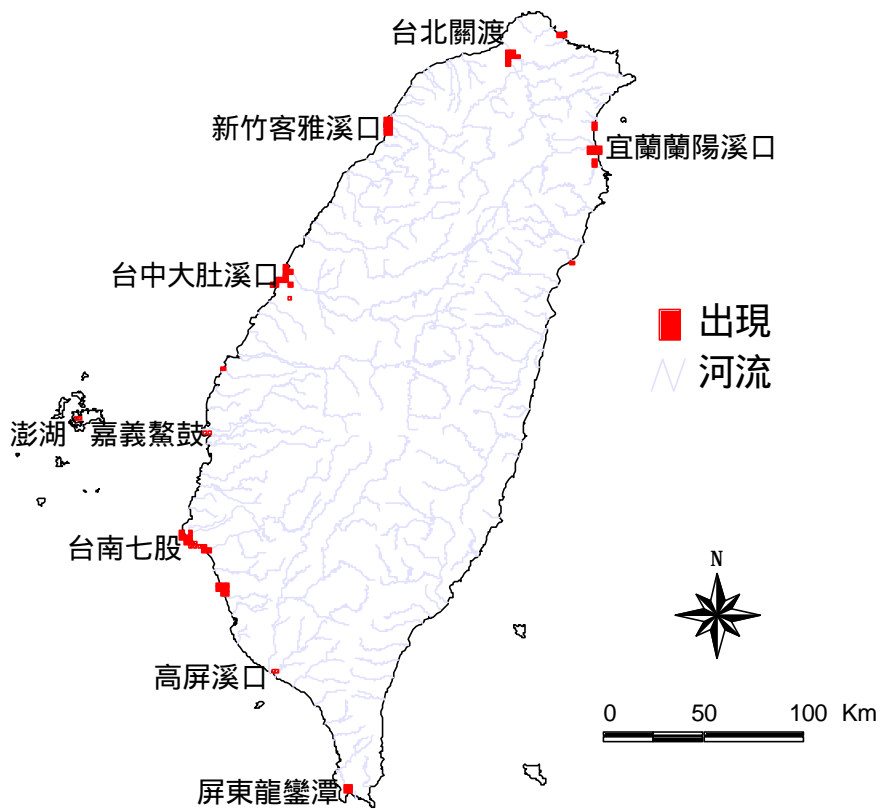 台北關渡
新竹客雅溪口
宜蘭蘭陽溪口
台中大肚溪口
出現
河流
澎湖
嘉義鰲鼓
台南七股
N
高屏溪口
0 50 100 Km
屏東龍鑾潭